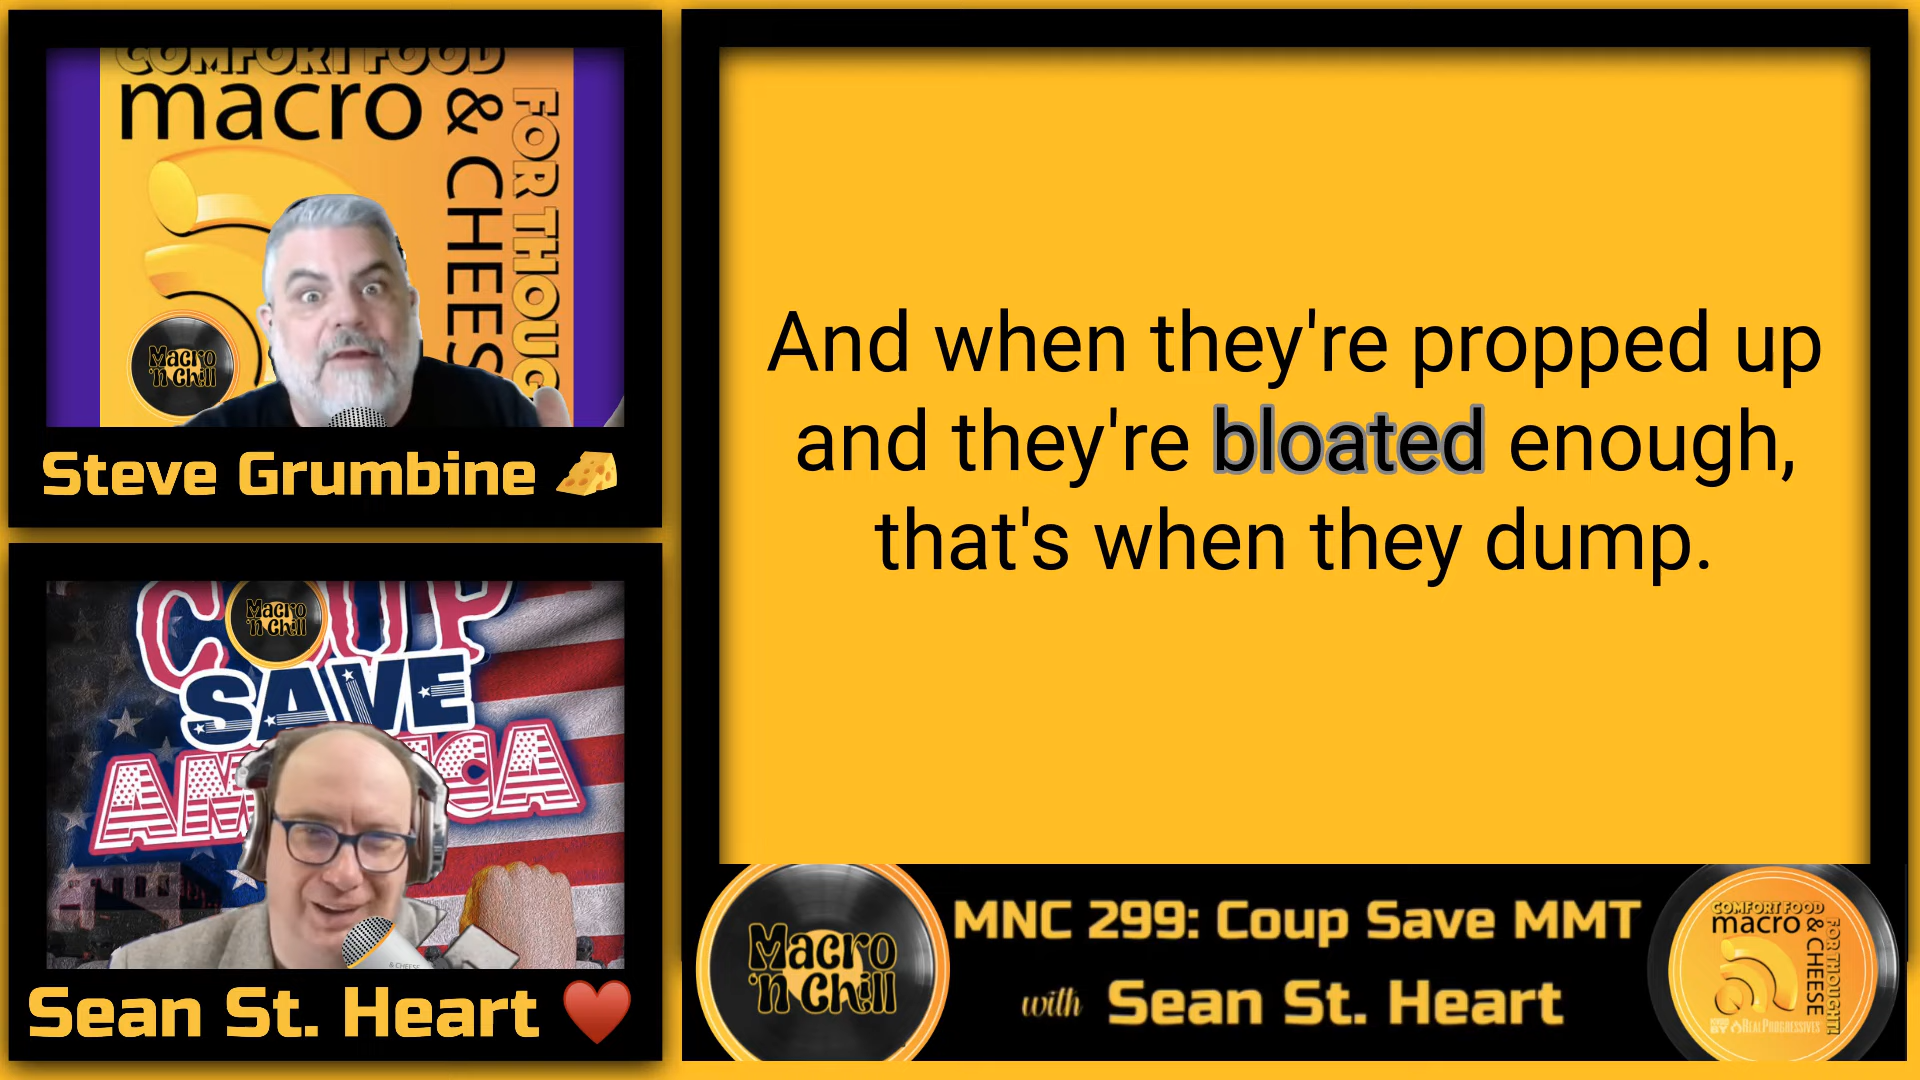 COMFORT FOOD
macro
& CHEES
FOR THOUG
Macro
'N Chill
Steve Grumbine
COUP
Macro
'N Chill
SAVE
& CHEESE
Sean St. Heart
And when they're propped up
and they're bloated enough,
that's when they dump.
Macro
'N Chill
MNC 299: Coup Save MMT
with Sean St. Heart
COMFORT FOOD
macro
& CHEESE
FOR THOUGHT!
REALPROGRESSIVES